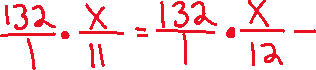 132/1 · x/11 = 132/1 · x/12 −